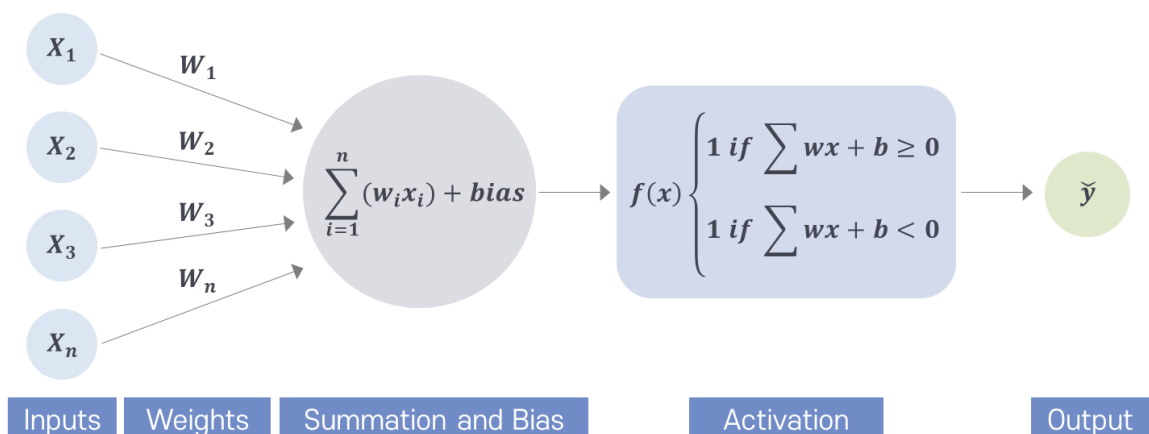 X₁
W₁
X₂
W₂
X₃
W₃
Xₙ
Wₙ
n
∑(wᵢxᵢ) + bias
i=1
f(x) {
1 if ∑ wx + b ≥ 0
1 if ∑ wx + b < 0
y̌
Inputs
Weights
Summation and Bias
Activation
Output